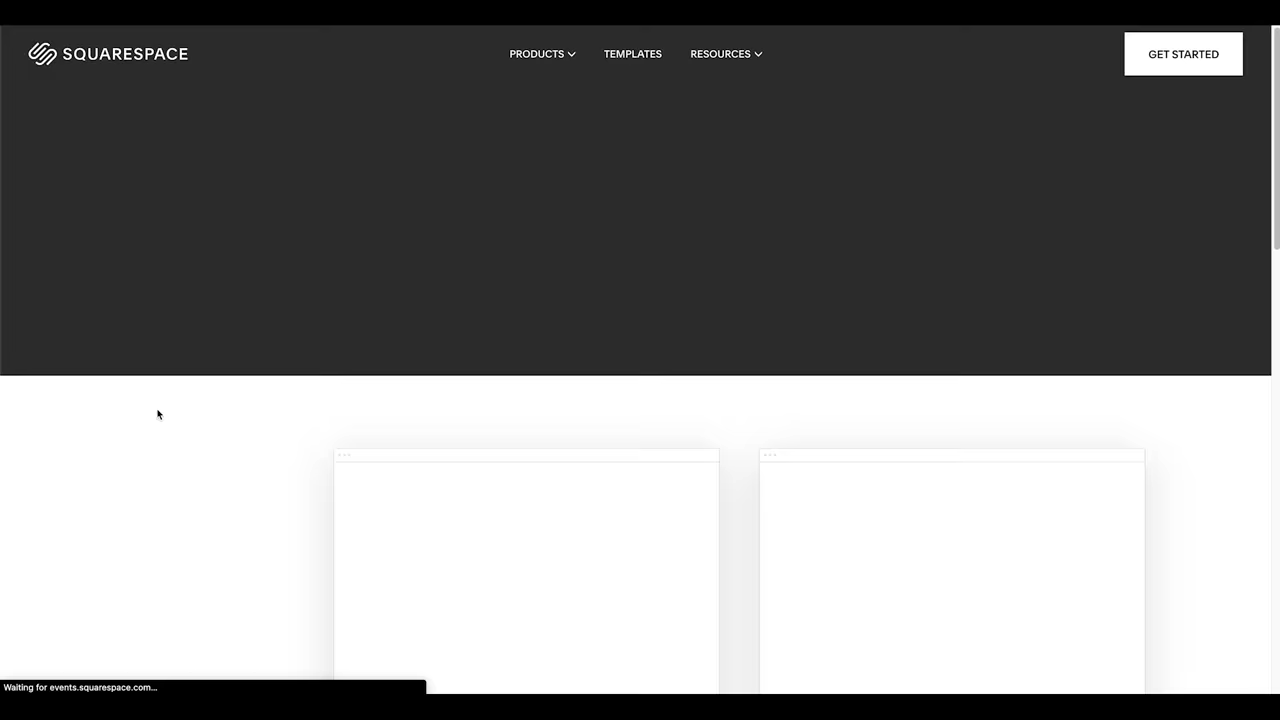 SQUARESPACE
PRODUCTS
TEMPLATES
RESOURCES
GET STARTED
Waiting for events.squarespace.com...